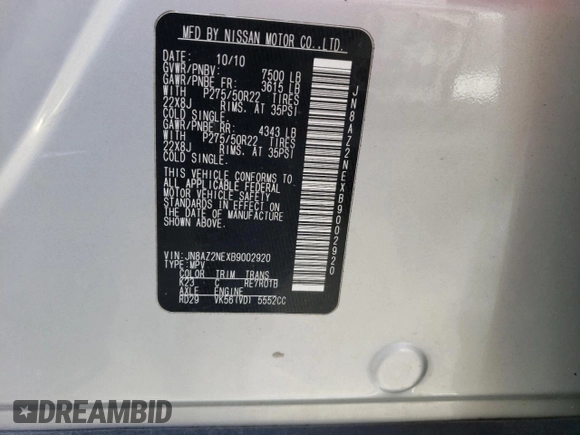 MFD BY NISSAN MOTOR CO.,LTD.
DATE: 10/10
GVWR/PNBV: 7500 LB
GAWR/PNBE FR: 3615 LB
WITH P275/50R22 TIRES
22X8J RIMS. AT 35PSI
COLD SINGLE.
GAWR/PNBE RR: 4343 LB
WITH P275/50R22 TIRES
22X8J RIMS. AT 35PSI
COLD SINGLE.
THIS VEHICLE CONFORMS TO
ALL APPLICABLE FEDERAL
MOTOR VEHICLE SAFETY
STANDARDS IN EFFECT ON
THE DATE OF MANUFACTURE
SHOWN ABOVE.
VIN:JN8AZ2NEXB9002920
TYPE:MPV
COLOR TRIM TRANS
K23 C RE7R01B
AXLE ENGINE
RD29 VK56(VD) 5552CC
JN8AZ2NEXB9002920
DREAMBID